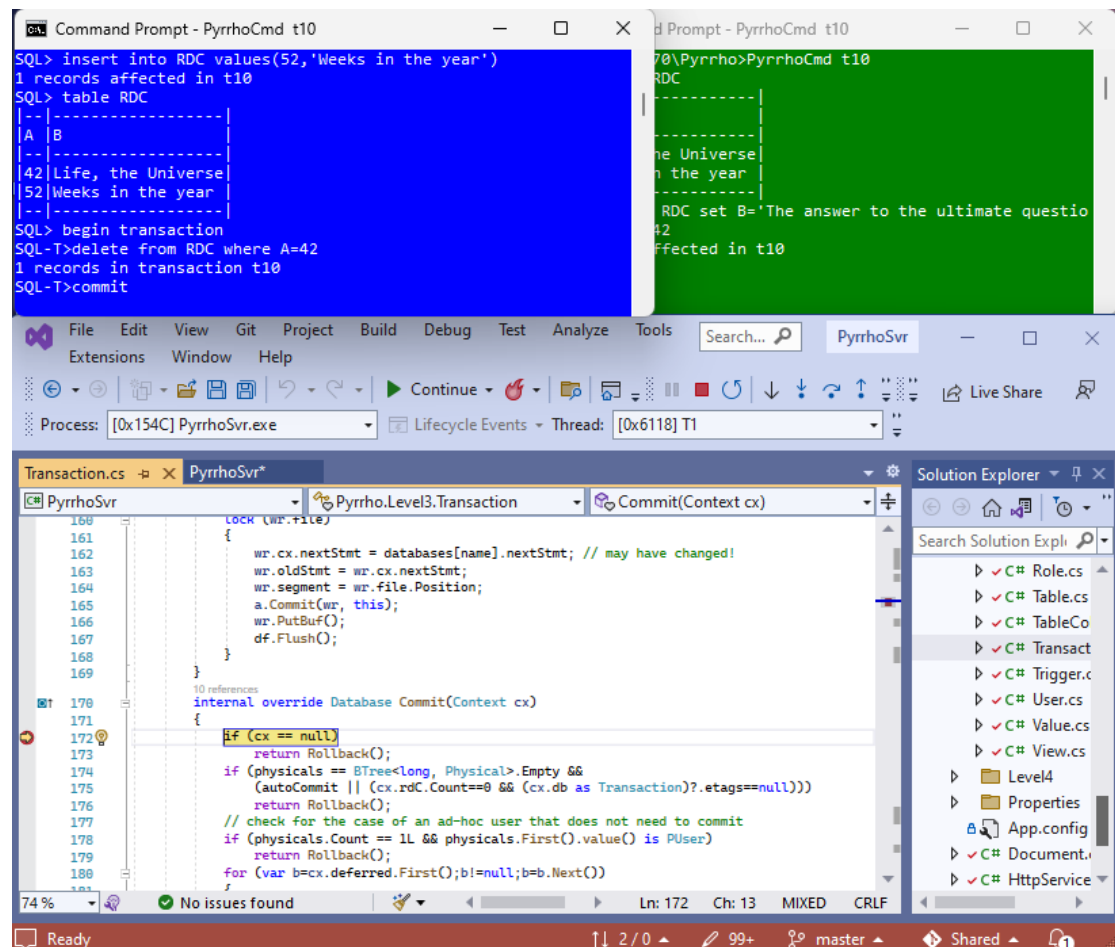 Command Prompt - PyrrhoCmd t10
SQL> insert into RDC values(52,'Weeks in the year')
1 records affected in t10
SQL> table RDC
|--|------------------|
|A |B                 |
|--|------------------|
|42|Life, the Universe|
|52|Weeks in the year |
|--|------------------|
SQL> begin transaction
SQL-T>delete from RDC where A=42
1 records in transaction t10
SQL-T>commit
d Prompt - PyrrhoCmd t10
70\Pyrrho>PyrrhoCmd t10
RDC
-----------|
|
-----------|
he Universe|
n the year |
-----------|
RDC set B='The answer to the ultimate questio
42
ffected in t10
File Edit View Git Project Build Debug Test Analyze Tools Search... PyrrhoSvr
Extensions Window Help
Continue Live Share
Process: [0x154C] PyrrhoSvr.exe Lifecycle Events Thread: [0x6118] T1
Transaction.cs PyrrhoSvr*
C# PyrrhoSvr Pyrrho.Level3.Transaction Commit(Context cx)
160 lock (wr.file)
161 {
162 wr.cx.nextStmt = databases[name].nextStmt; // may have changed!
163 wr.oldStmt = wr.cx.nextStmt;
164 wr.segment = wr.file.Position;
165 a.Commit(wr, this);
166 wr.PutBuf();
167 df.Flush();
168 }
169 }
10 references
170 internal override Database Commit(Context cx)
171 {
172 if (cx == null)
173 return Rollback();
174 if (physicals == BTree<long, Physical>.Empty &&
175 (autoCommit || (cx.rdC.Count==0 && (cx.db as Transaction)?.etags==null)))
176 return Rollback();
177 // check for the case of an ad-hoc user that does not need to commit
178 if (physicals.Count == 1L && physicals.First().value() is PUser)
179 return Rollback();
180 for (var b=cx.deferred.First();b!=null;b=b.Next())
181 {
74 % No issues found Ln: 172 Ch: 13 MIXED CRLF
Solution Explorer
Search Solution Explo
C# Role.cs
C# Table.cs
C# TableCo
C# Transact
C# Trigger.c
C# User.cs
C# Value.cs
C# View.cs
Level4
Properties
App.config
C# Document.
C# HttpService
Ready 2 / 0 99+ master Shared 1